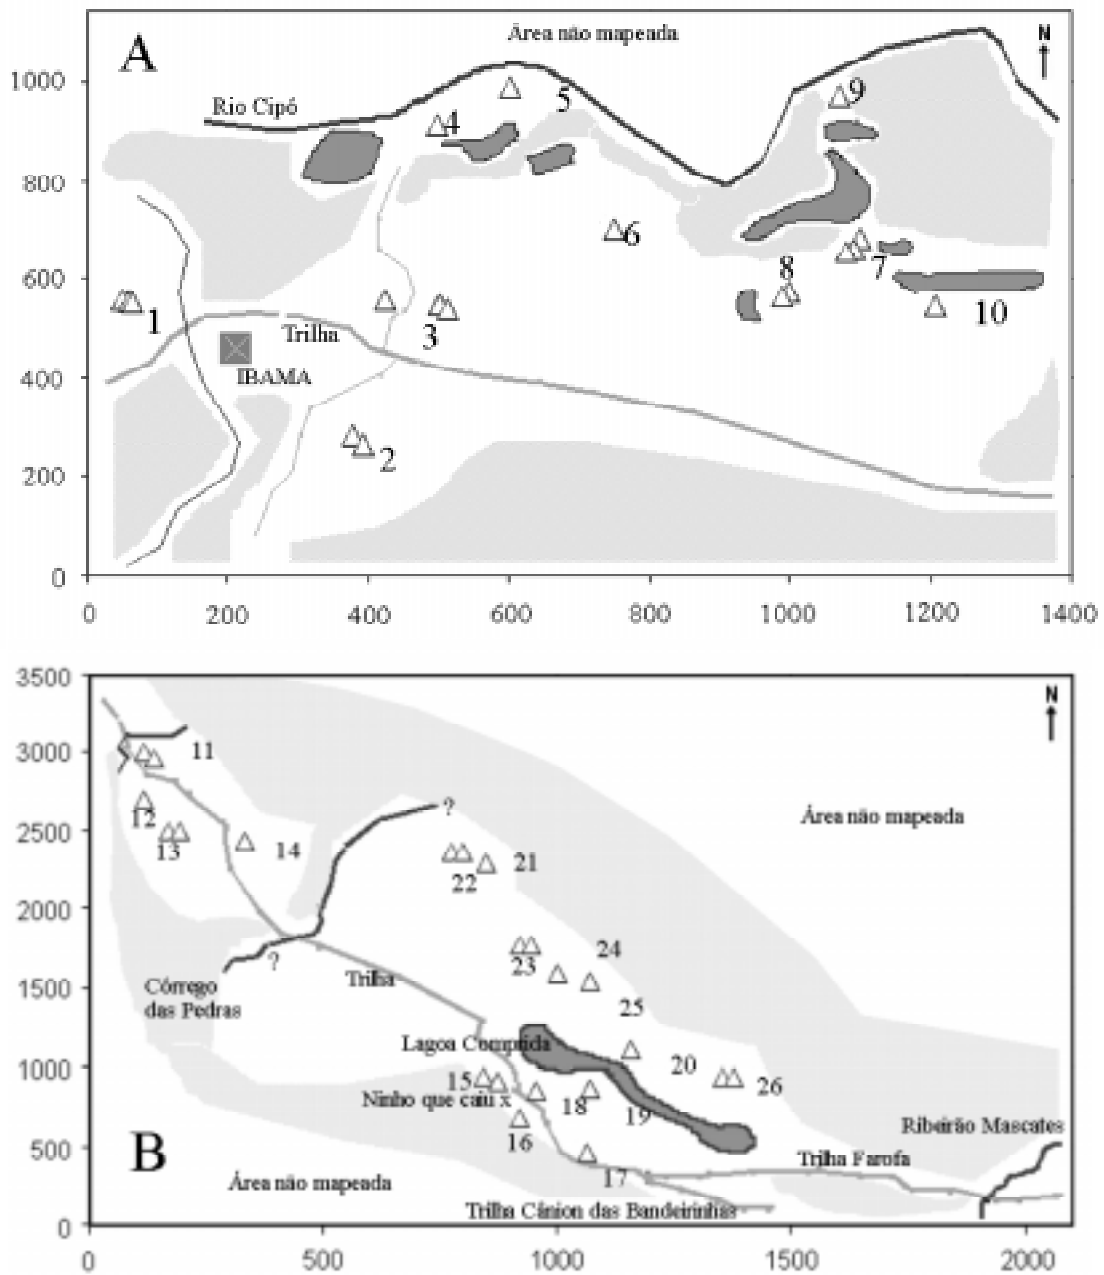 A
Área não mapeada
N
1000
Rio Cipó
4
5
9
800
6
8
7
600
1
3
10
Trilha
IBAMA
400
2
200
0
0 200 400 600 800 1000 1200 1400
3500
N
3000
11
Área não mapeada
12
2500
13
14
?
21
22
2000
24
?
23
Trilha
1500
Córrego
das Pedras
25
Lagoa Comprida
1000
20
15
26
Ninho que caiu x
18
19
16
Ribeirão Mascates
500
B
Trilha Farofa
Área não mapeada
17
Trilha Cânion das Bandeirinhas
0
0 500 1000 1500 2000